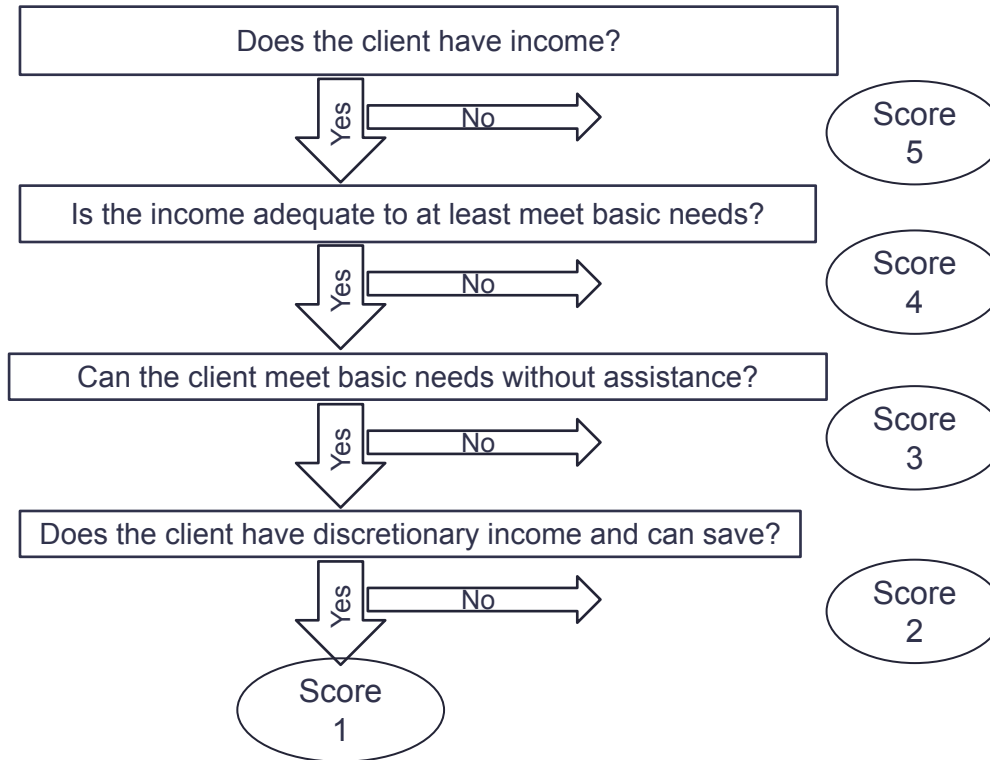 Does the client have income?
Yes
No
Score
5
Is the income adequate to at least meet basic needs?
Yes
No
Score
4
Can the client meet basic needs without assistance?
Yes
No
Score
3
Does the client have discretionary income and can save?
Yes
No
Score
2
Score
1